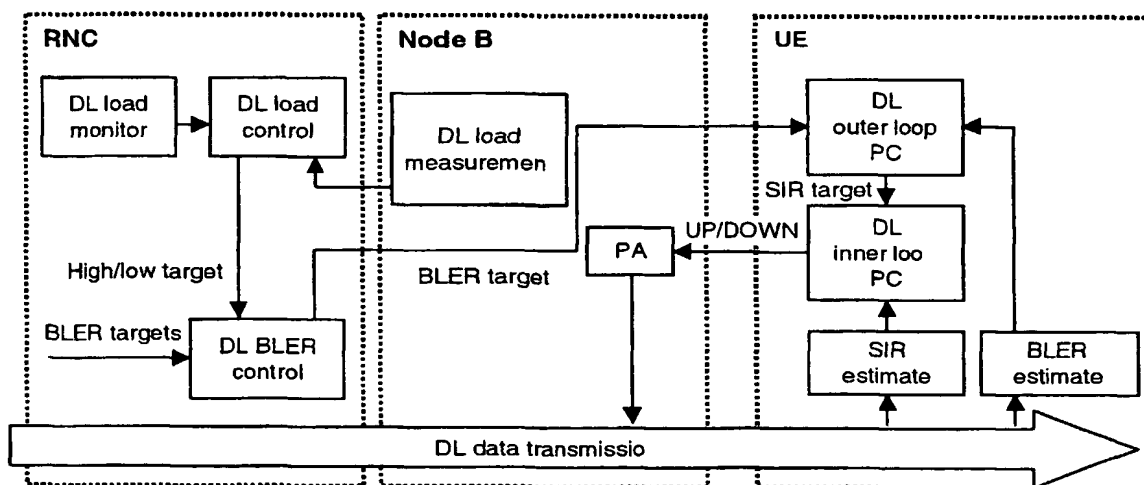 RNC
Node B
UE
DL load
monitor
DL load
control
DL load
measuremen
DL
outer loop
PC
SIR target
UP/DOWN
DL
inner loo
PC
PA
High/low target
BLER target
BLER targets
DL BLER
control
SIR
estimate
BLER
estimate
DL data transmissio